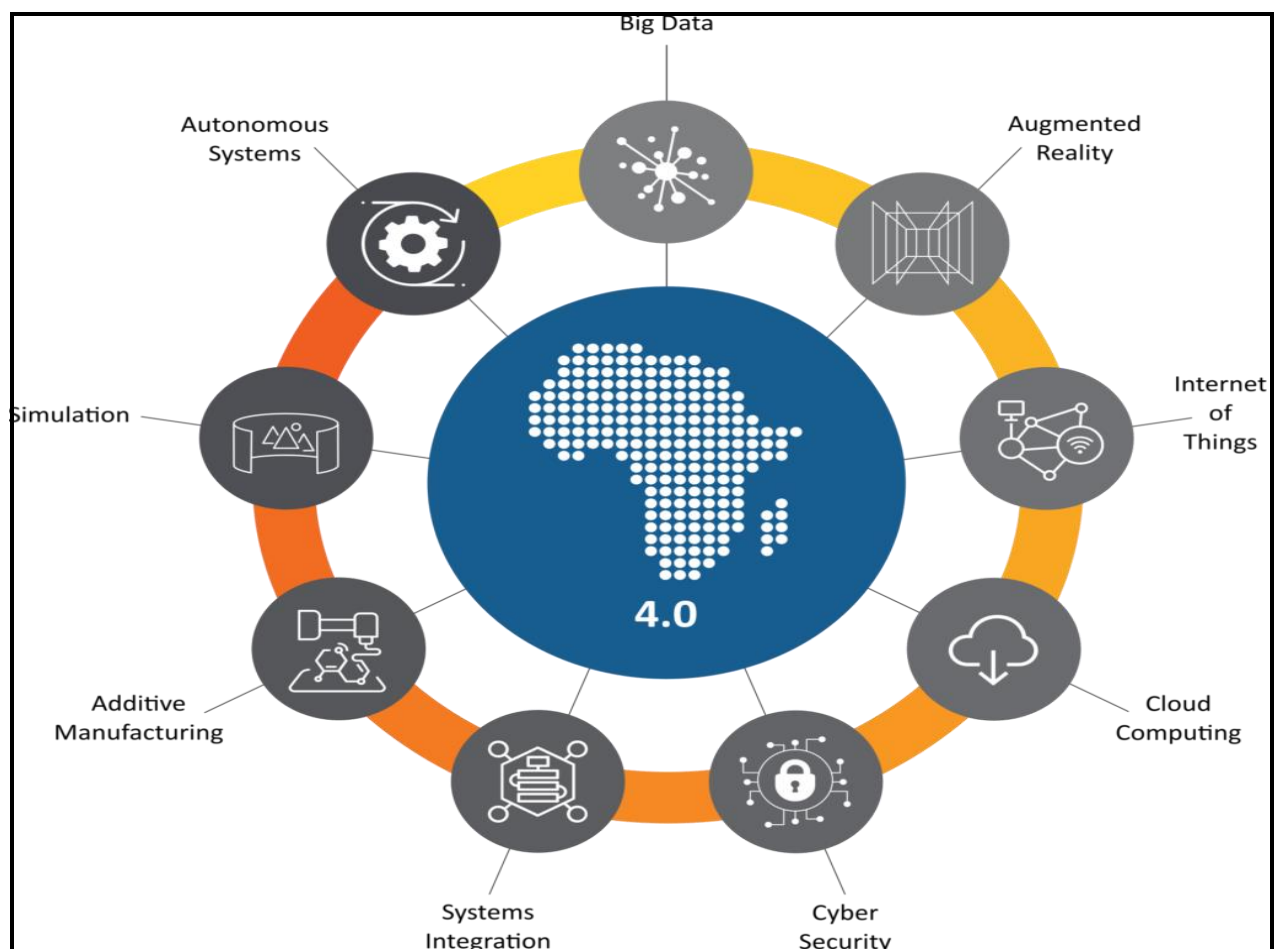 Big Data
Autonomous
Systems
Augmented
Reality
Internet
of
Things
Simulation
4.0
Additive
Manufacturing
Cloud
Computing
Systems
Integration
Cyber
Security